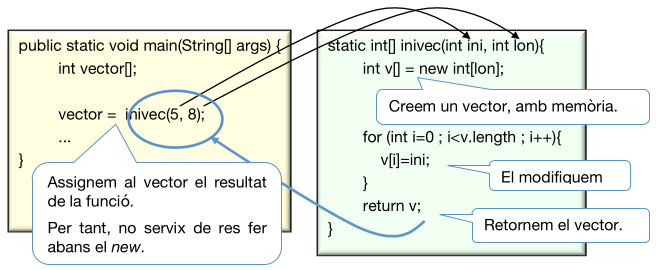 public static void main(String[] args) {
int vector[];
vector = inivec(5, 8);
...
}
Assignem al vector el resultat
de la funció.
Per tant, no servix de res fer
abans el new.
static int[] inivec(int ini, int lon){
int v[] = new int[lon];
Creem un vector, amb memòria.
for (int i=0 ; i<v.length ; i++){
v[i]=ini;
El modifiquem
}
return v;
Retornem el vector.
}